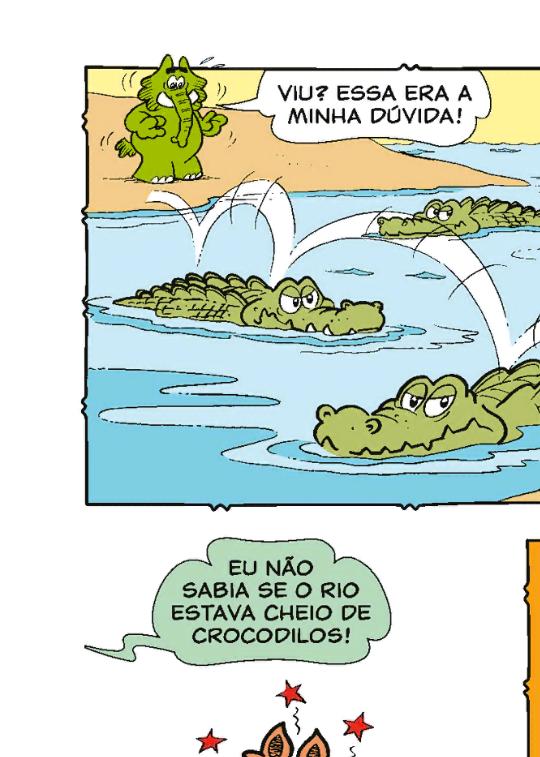 VIU? ESSA ERA A
MINHA DÚVIDA!
EU NÃO
SABIA SE O RIO
ESTAVA CHEIO DE
CROCODILOS!